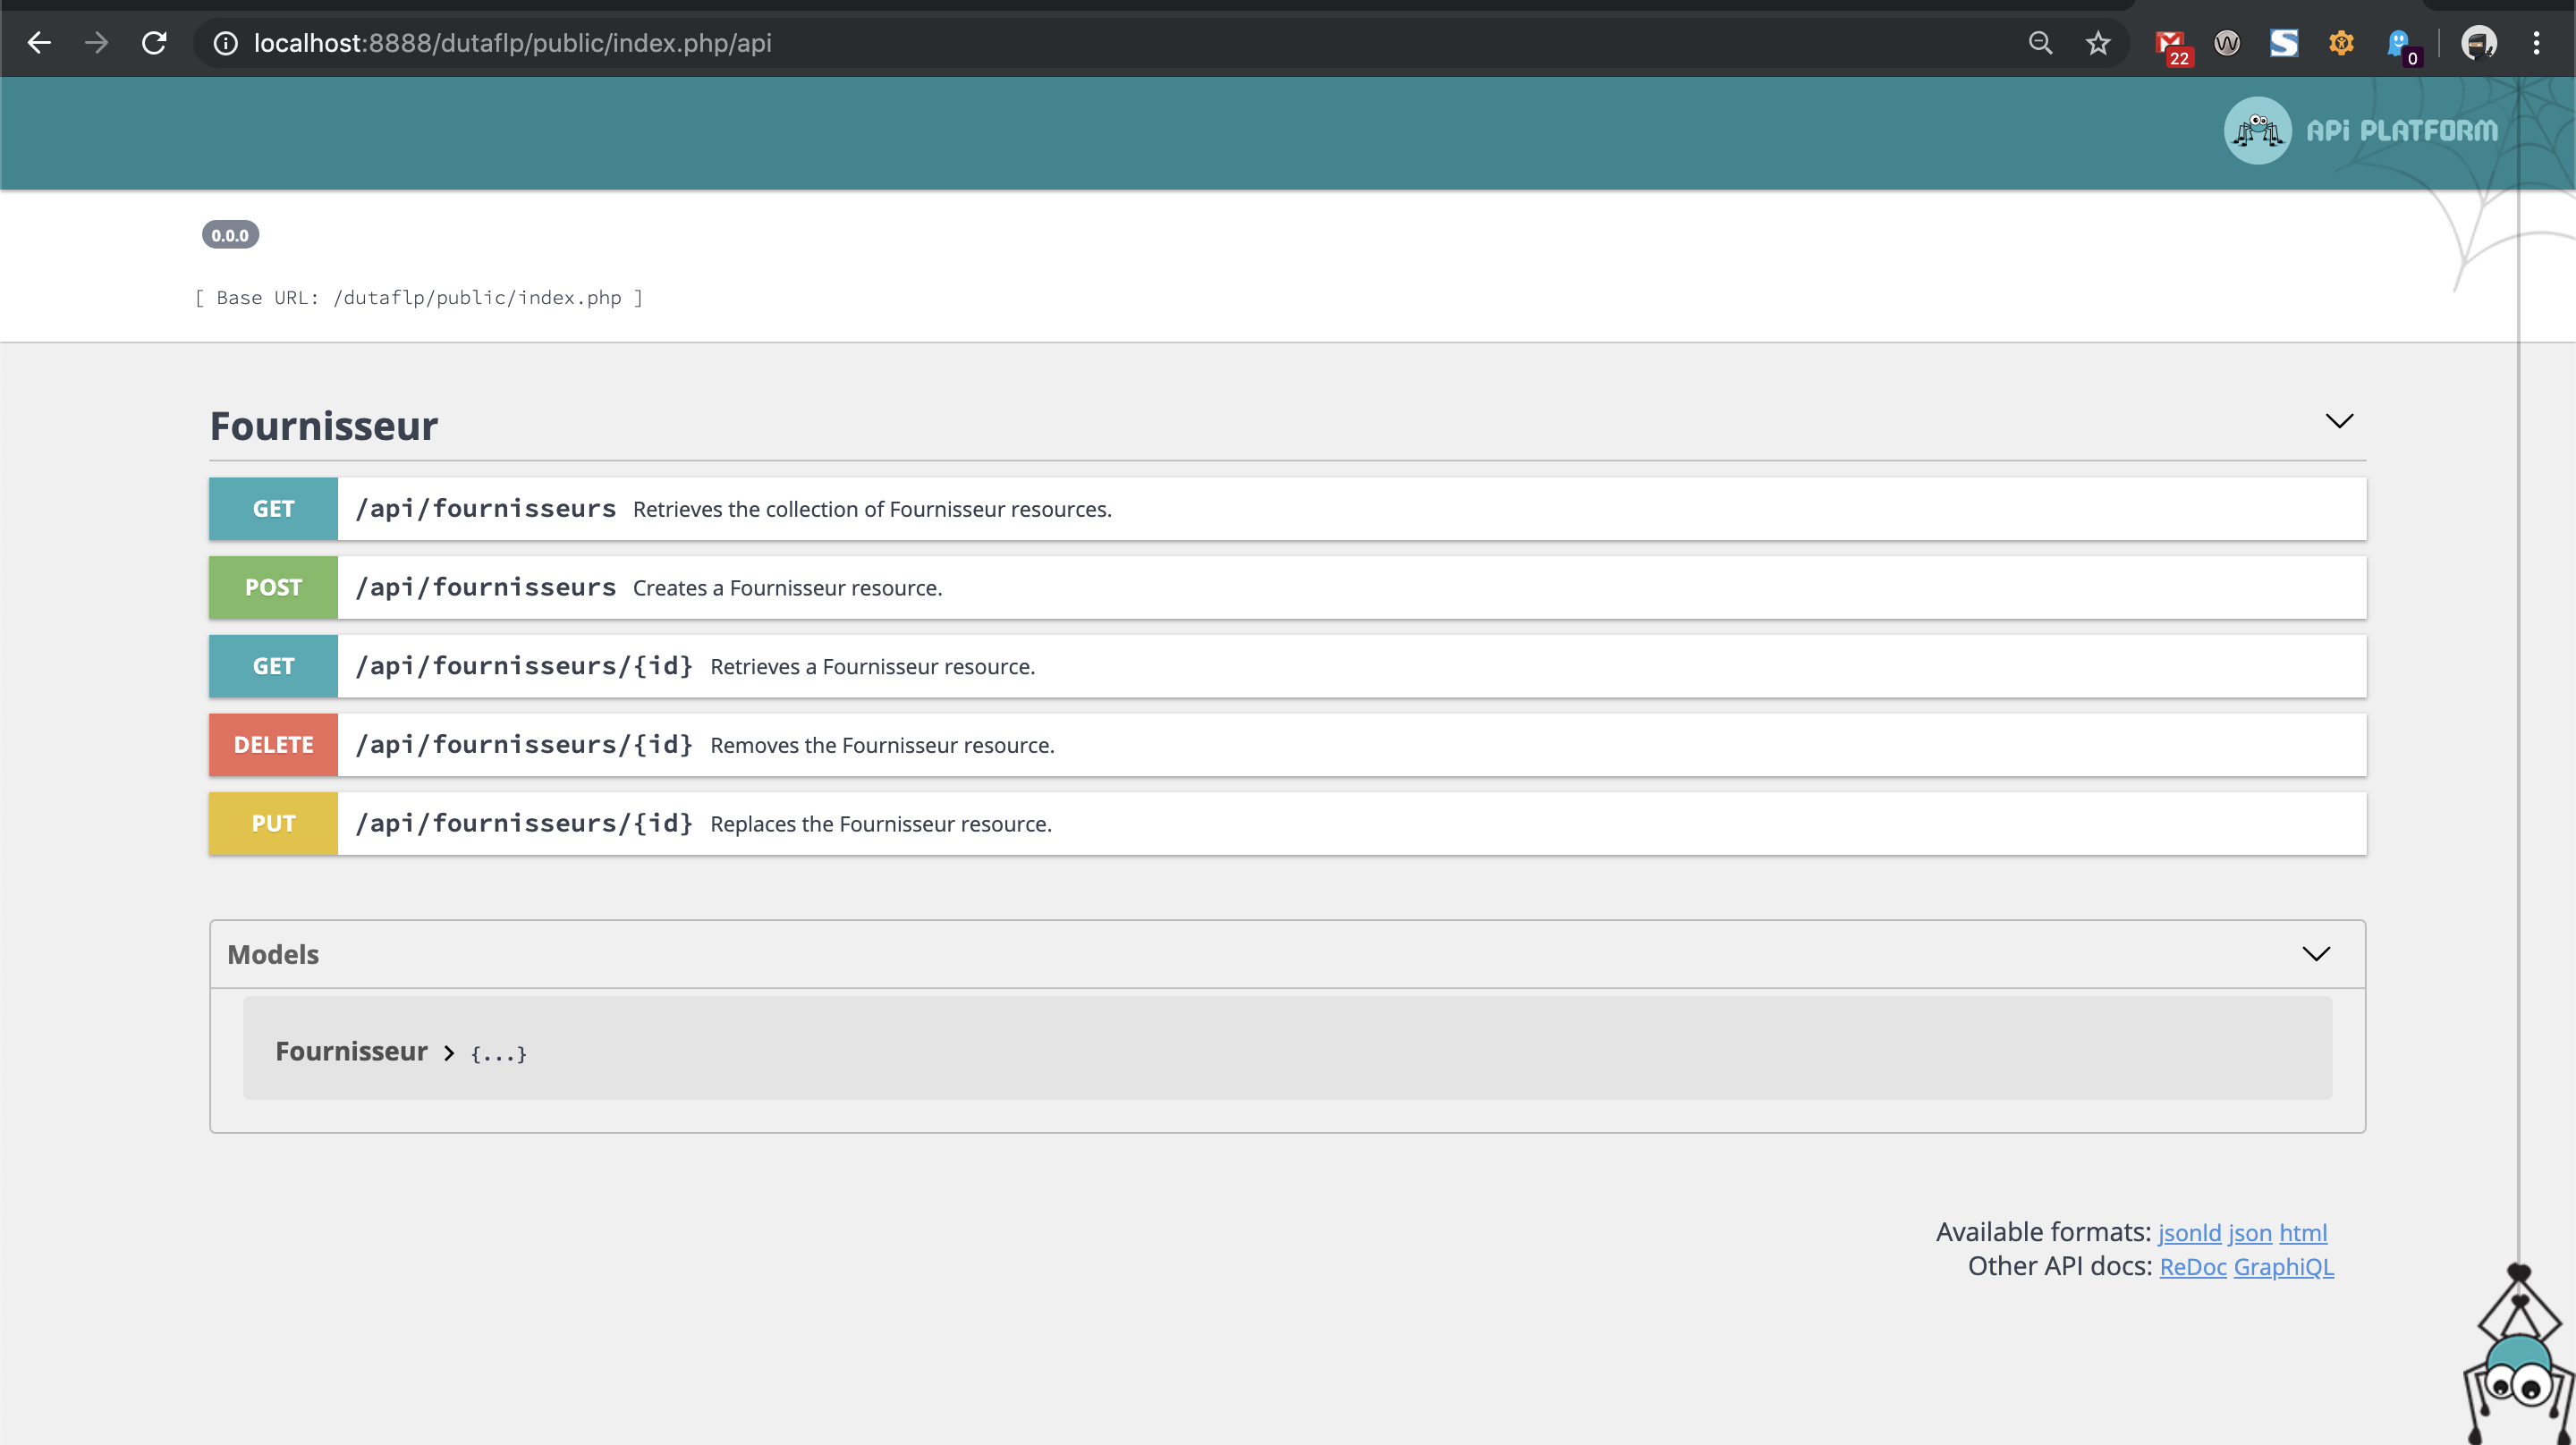 localhost:8888/dutaflp/public/index.php/api
22
0
API PLATFORM
0.0.0
[ Base URL: /dutaflp/public/index.php ]
Fournisseur
GET /api/fournisseurs Retrieves the collection of Fournisseur resources.
POST /api/fournisseurs Creates a Fournisseur resource.
GET /api/fournisseurs/{id} Retrieves a Fournisseur resource.
DELETE /api/fournisseurs/{id} Removes the Fournisseur resource.
PUT /api/fournisseurs/{id} Replaces the Fournisseur resource.
Models
Fournisseur {...}
Available formats: jsonld json html
Other API docs: ReDoc GraphiQL